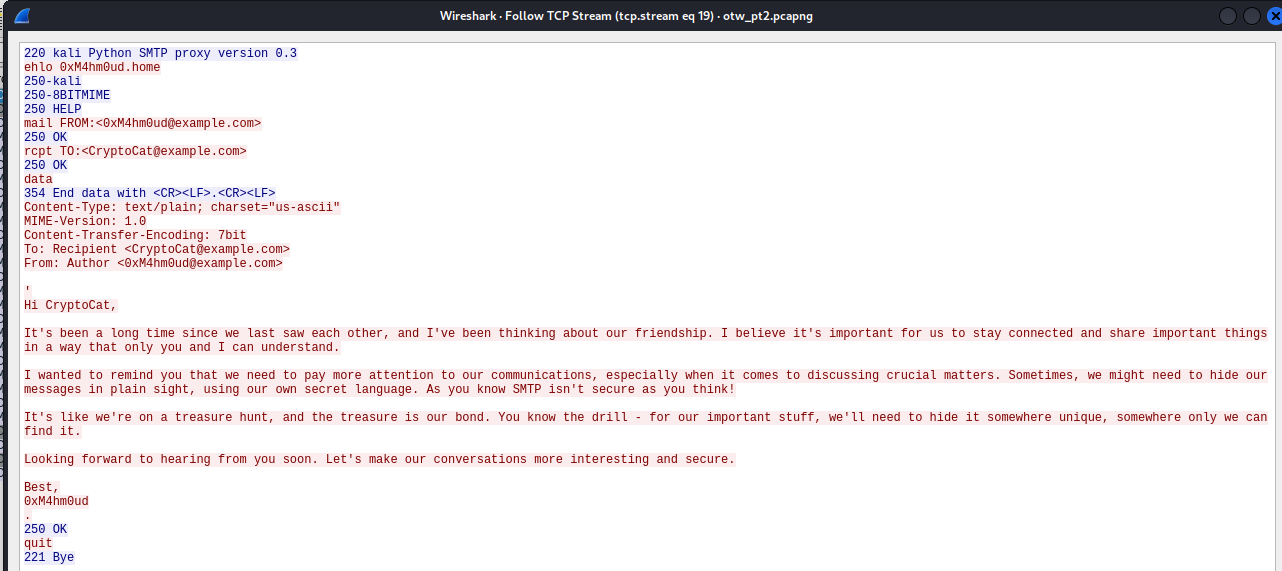 Wireshark · Follow TCP Stream (tcp.stream eq 19) · otw_pt2.pcapng
220 kali Python SMTP proxy version 0.3
ehlo 0xM4hm0ud.home
250-kali
250-8BITMIME
250 HELP
mail FROM:<0xM4hm0ud@example.com>
250 OK
rcpt TO:<CryptoCat@example.com>
250 OK
data
354 End data with <CR><LF>.<CR><LF>
Content-Type: text/plain; charset="us-ascii"
MIME-Version: 1.0
Content-Transfer-Encoding: 7bit
To: Recipient <CryptoCat@example.com>
From: Author <0xM4hm0ud@example.com>
'
Hi CryptoCat,
It's been a long time since we last saw each other, and I've been thinking about our friendship. I believe it's important for us to stay connected and share important things
in a way that only you and I can understand.
I wanted to remind you that we need to pay more attention to our communications, especially when it comes to discussing crucial matters. Sometimes, we might need to hide our
messages in plain sight, using our own secret language. As you know SMTP isn't secure as you think!
It's like we're on a treasure hunt, and the treasure is our bond. You know the drill - for our important stuff, we'll need to hide it somewhere unique, somewhere only we can
find it.
Looking forward to hearing from you soon. Let's make our conversations more interesting and secure.
Best,
0xM4hm0ud
.
250 OK
quit
221 Bye